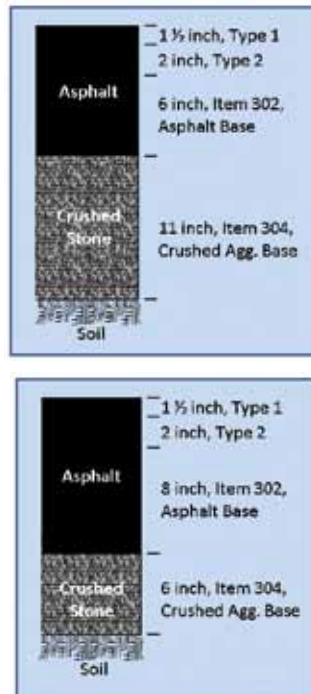 1 ½ inch, Type 1
2 inch, Type 2
Asphalt
6 inch, Item 302,
Asphalt Base
Crushed
Stone
11 inch, Item 304,
Crushed Agg. Base
Soil
1 ½ inch, Type 1
2 inch, Type 2
Asphalt
8 inch, Item 302,
Asphalt Base
Crushed
Stone
6 inch, Item 304,
Crushed Agg. Base
Soil